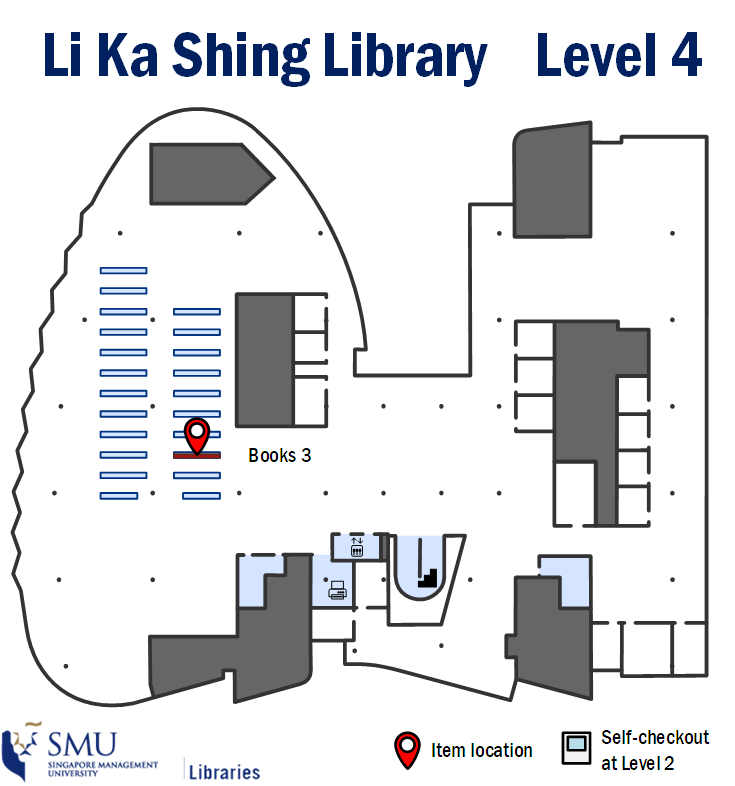 Li Ka Shing Library Level 4
Books 3
SMU
SINGAPORE MANAGEMENT
UNIVERSITY
Libraries
Item location
Self-checkout
at Level 2